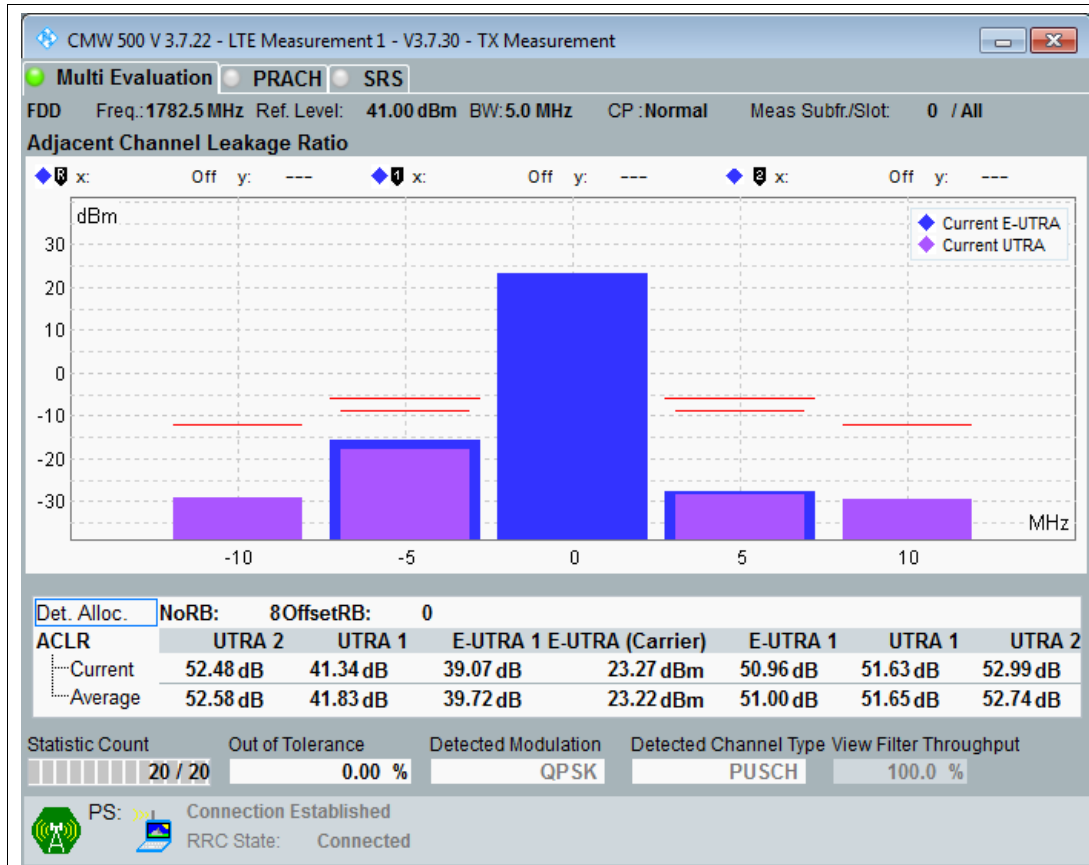 CMW 500 V 3.7.22 - LTE Measurement 1 - V3.7.30 - TX Measurement
Multi Evaluation PRACH SRS
FDD Freq.:1782.5 MHz Ref. Level: 41.00 dBm BW:5.0 MHz CP :Normal Meas Subfr./Slot: 0 / All
Adjacent Channel Leakage Ratio
R x: Off y: --- 1 x: Off y: --- 2 x: Off y: ---
dBm
Current E-UTRA
Current UTRA
30
20
10
0
-10
-20
-30
MHz
-10 -5 0 5 10
Det. Alloc. NoRB: 8 OffsetRB: 0
ACLR UTRA 2 UTRA 1 E-UTRA 1 E-UTRA (Carrier) E-UTRA 1 UTRA 1 UTRA 2
Current 52.48 dB 41.34 dB 39.07 dB 23.27 dBm 50.96 dB 51.63 dB 52.99 dB
Average 52.58 dB 41.83 dB 39.72 dB 23.22 dBm 51.00 dB 51.65 dB 52.74 dB
Statistic Count Out of Tolerance Detected Modulation Detected Channel Type View Filter Throughput
20 / 20 0.00 % QPSK PUSCH 100.0 %
PS: Connection Established
RRC State: Connected